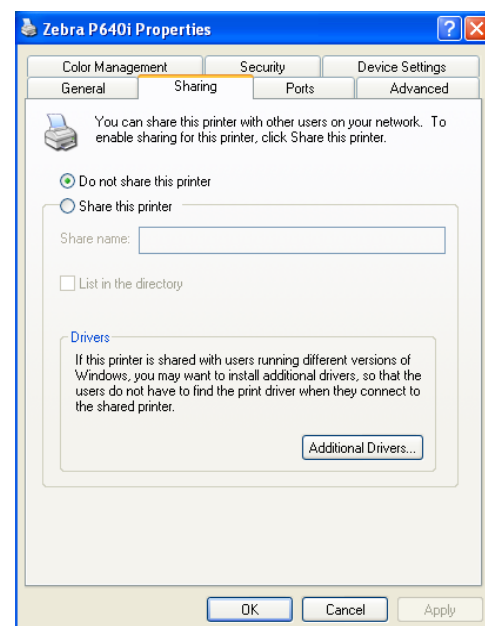 Zebra P640i Properties
Color Management Security Device Settings
General Sharing Ports Advanced
You can share this printer with other users on your network. To
enable sharing for this printer, click Share this printer.
Do not share this printer
Share this printer
Share name:
List in the directory
Drivers
If this printer is shared with users running different versions of
Windows, you may want to install additional drivers, so that the
users do not have to find the print driver when they connect to
the shared printer.
Additional Drivers...
OK Cancel Apply